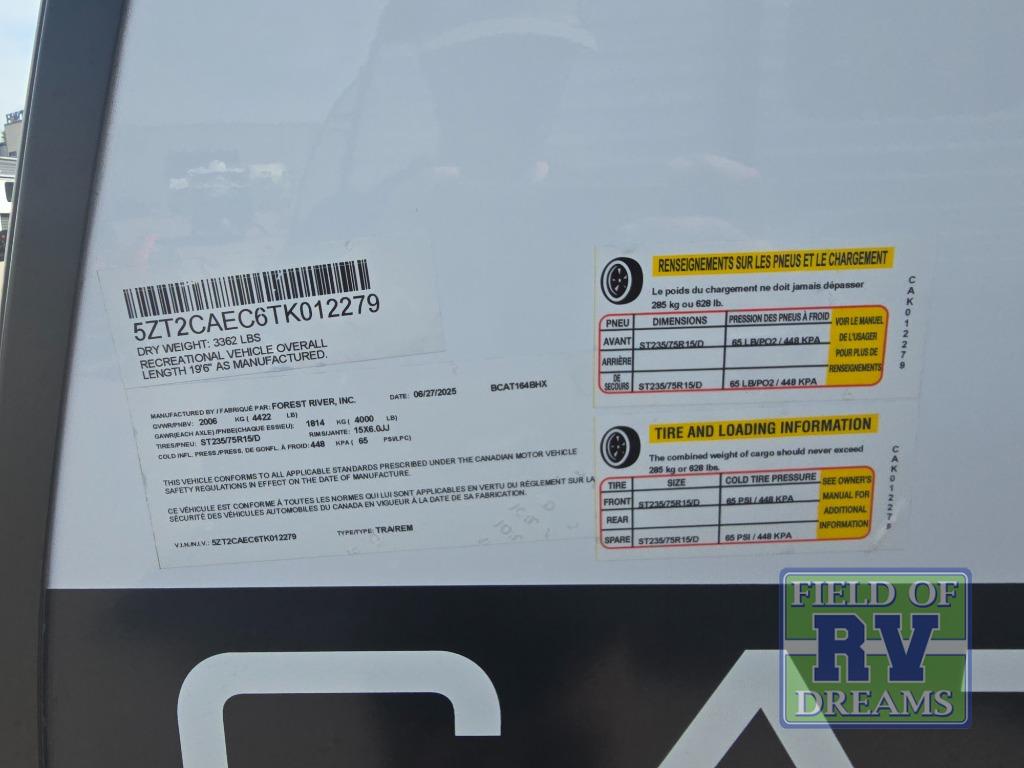 5ZT2CAEC6TK012279
DRY WEIGHT: 3362 LBS
RECREATIONAL VEHICLE OVERALL
LENGTH 19'6" AS MANUFACTURED.
MANUFACTURED BY / FABRIQUÉ PAR: FOREST RIVER, INC. DATE: 06/27/2025 BCAT164BHX
GVWR/PNBV: 2006 KG ( 4422 LB)
GAWR(EACH AXLE)/PNBE(CHAQUE ESSIEU): 1814 KG ( 4000 LB)
TIRES/PNEU: ST235/75R15/D RIMS/JANTE: 15X6.0JJ
COLD INFL. PRESS./PRESS. DE GONFL. À FROID: 448 KPA ( 65 PSI/LPC)
THIS VEHICLE CONFORMS TO ALL APPLICABLE STANDARDS PRESCRIBED UNDER THE CANADIAN MOTOR VEHICLE
SAFETY REGULATIONS IN EFFECT ON THE DATE OF MANUFACTURE.
CE VÉHICULE EST CONFORME À TOUTES LES NORMES QUI LUI SONT APPLICABLES EN VERTU DU RÈGLEMENT SUR LA
SÉCURITÉ DES VÉHICULES AUTOMOBILES DU CANADA EN VIGUEUR À LA DATE DE SA FABRICATION.
V.I.N./N.I.V.: 5ZT2CAEC6TK012279 TYPE/TYPE: TRA/REM
RENSEIGNEMENTS SUR LES PNEUS ET LE CHARGEMENT
Le poids du chargement ne doit jamais dépasser
285 kg ou 628 lb.
PNEU DIMENSIONS PRESSION DES PNEUS À FROID
AVANT ST235/75R15/D 65 LB/PO2 / 448 KPA
ARRIÈRE
DE SECOURS ST235/75R15/D 65 LB/PO2 / 448 KPA
VOIR LE MANUEL
DE L'USAGER
POUR PLUS DE
RENSEIGNEMENTS
CAK012279
TIRE AND LOADING INFORMATION
The combined weight of cargo should never exceed
285 kg or 628 lbs.
TIRE SIZE COLD TIRE PRESSURE
FRONT ST235/75R15/D 65 PSI / 448 KPA
REAR
SPARE ST235/75R15/D 65 PSI / 448 KPA
SEE OWNER'S
MANUAL FOR
ADDITIONAL
INFORMATION
CAK012279
FIELD OF
RV
DREAMS